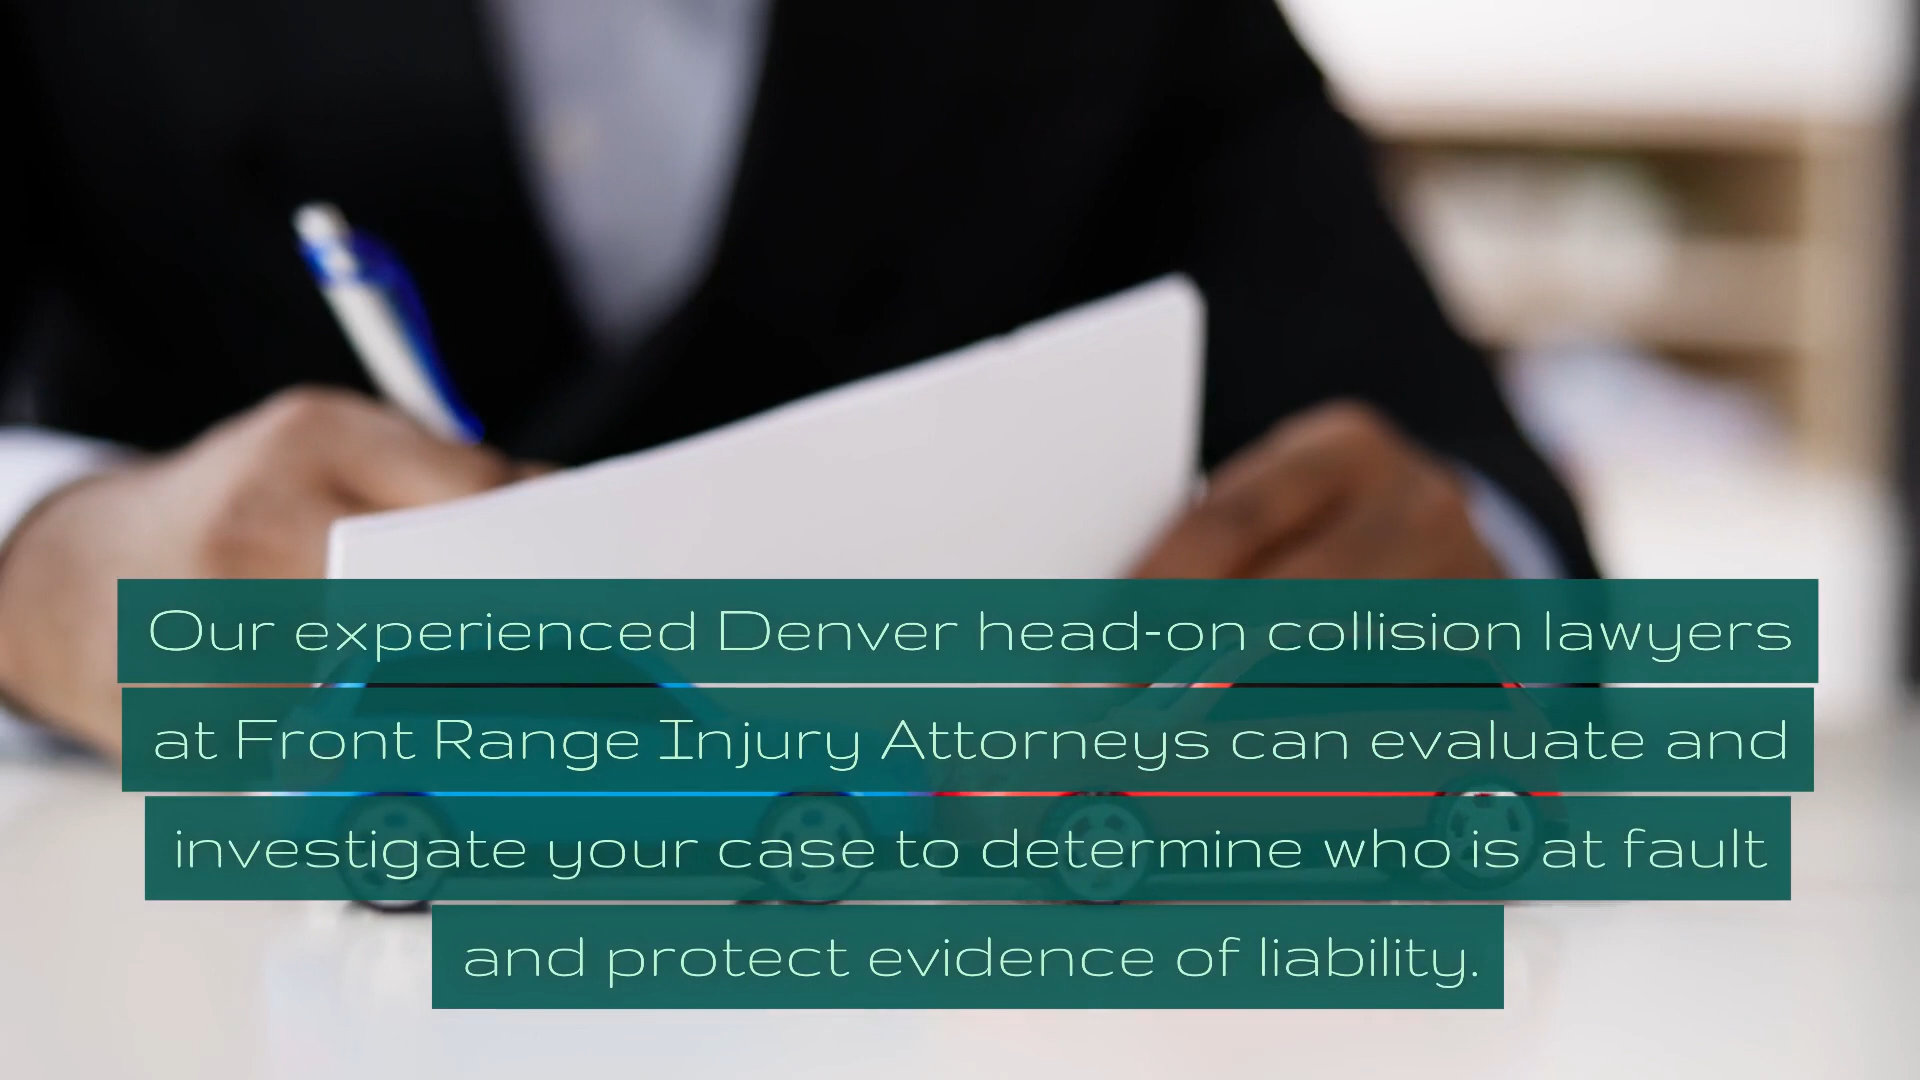 Our experienced Denver head-on collision lawyers
at Front Range Injury Attorneys can evaluate and
investigate your case to determine who is at fault
and protect evidence of liability.